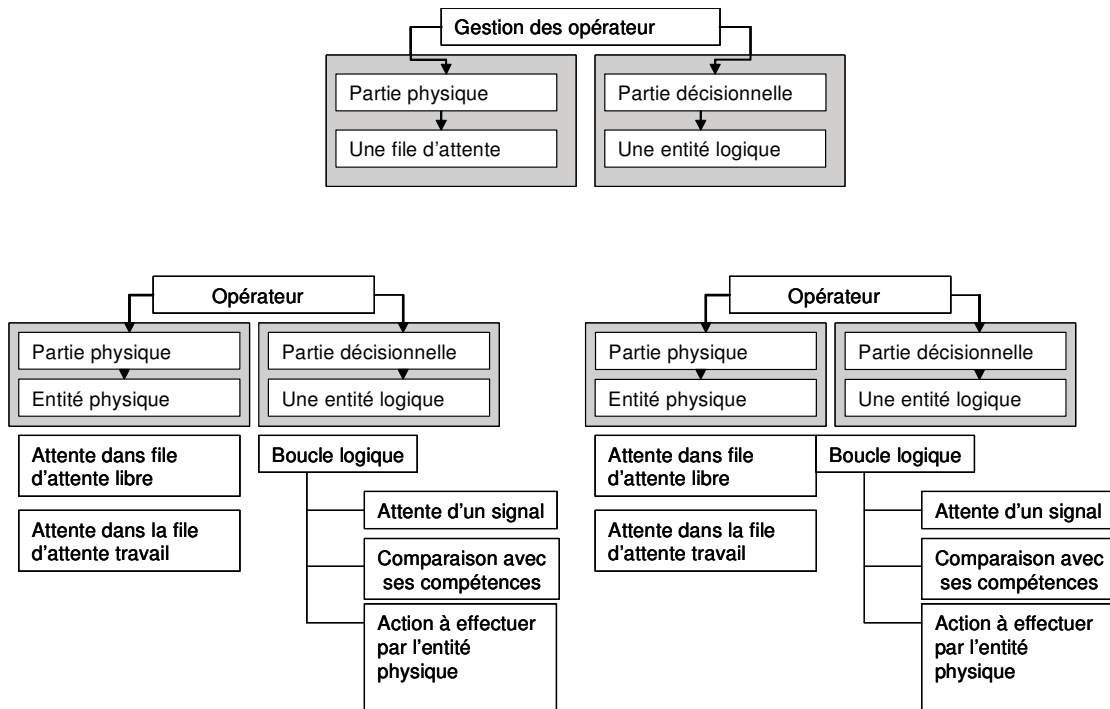 Gestion des opérateur
Partie physique
Une file d'attente
Partie décisionnelle
Une entité logique
Opérateur
Partie physique
Entité physique
Partie décisionnelle
Une entité logique
Attente dans file
d'attente libre
Attente dans la file
d'attente travail
Boucle logique
Attente d'un signal
Comparaison avec
ses compétences
Action à effectuer
par l'entité
physique
Opérateur
Partie physique
Entité physique
Partie décisionnelle
Une entité logique
Attente dans file
d'attente libre
Attente dans la file
d'attente travail
Boucle logique
Attente d'un signal
Comparaison avec
ses compétences
Action à effectuer
par l'entité
physique